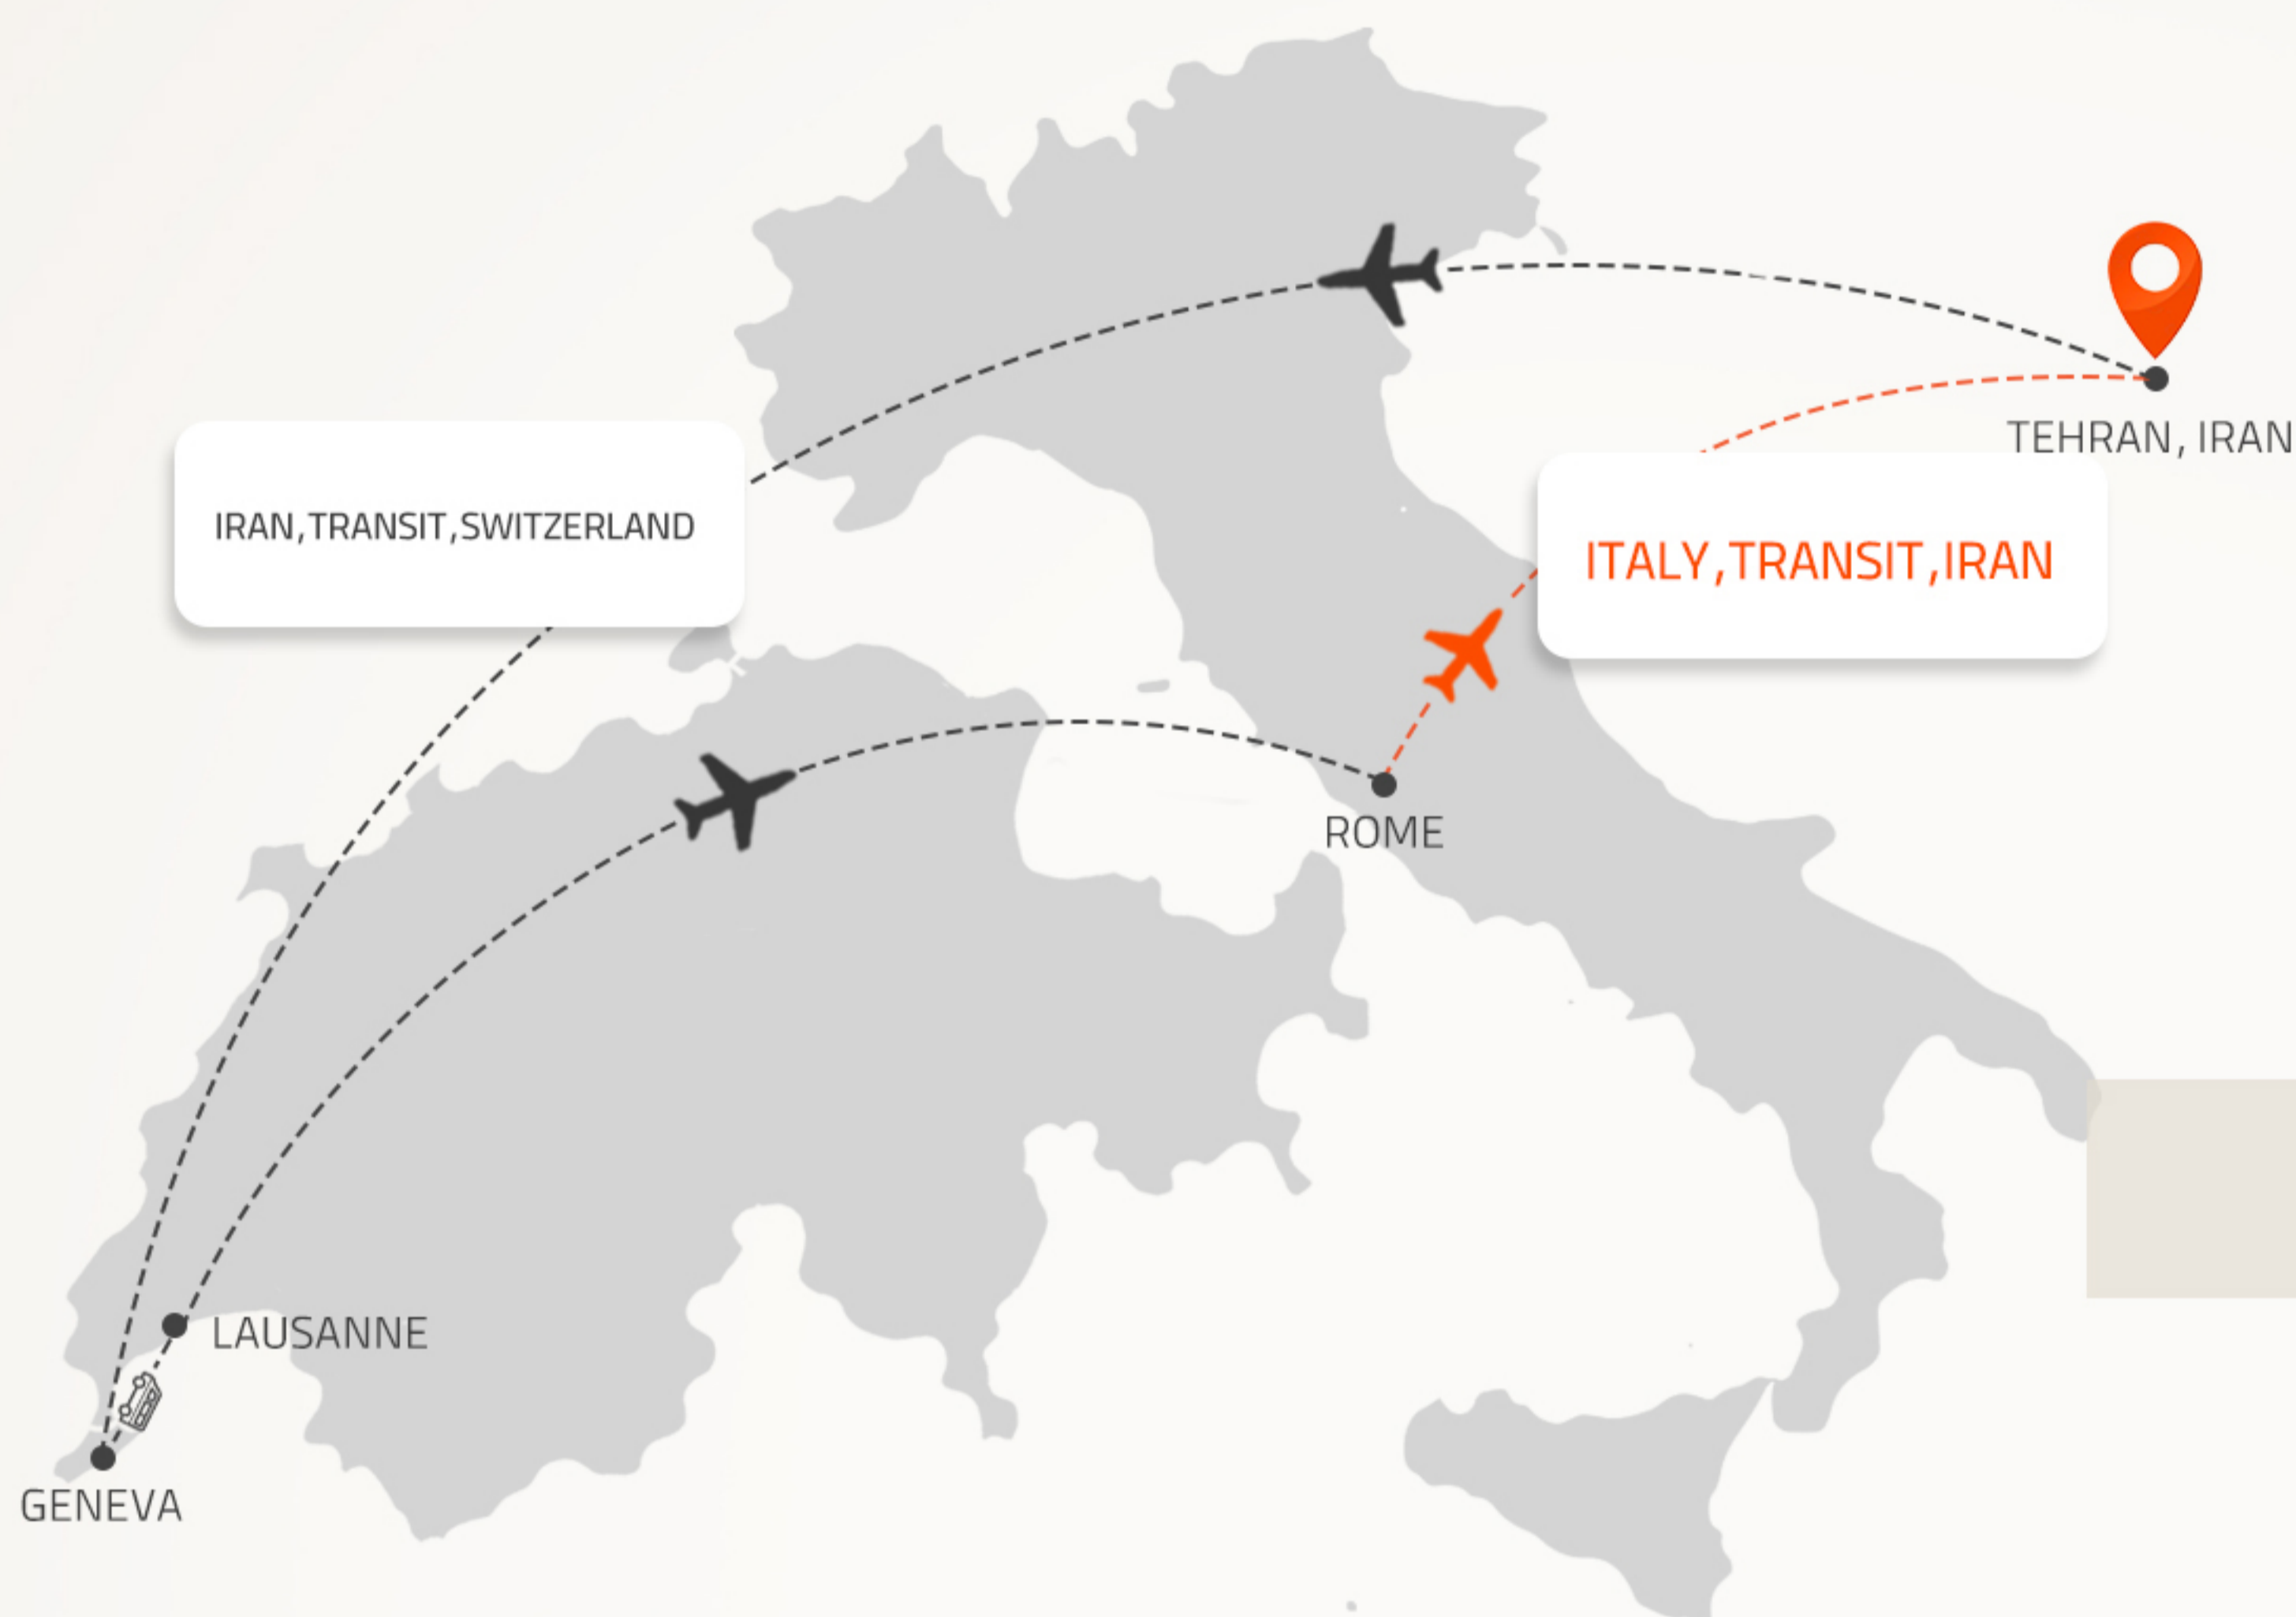 TEHRAN, IRAN
IRAN,TRANSIT,SWITZERLAND
ITALY,TRANSIT,IRAN
ROME
LAUSANNE
GENEVA